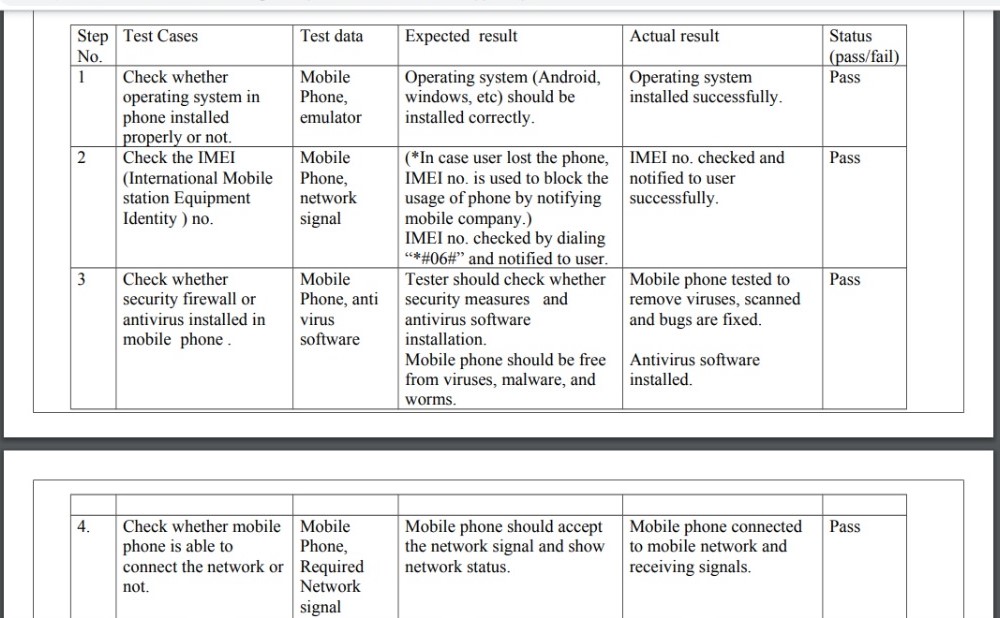 Step No. Test Cases Test data Expected result Actual result Status (pass/fail)
1 Check whether operating system in phone installed properly or not. Mobile Phone, emulator Operating system (Android, windows, etc) should be installed correctly. Operating system installed successfully. Pass
2 Check the IMEI (International Mobile station Equipment Identity ) no. Mobile Phone, network signal (*In case user lost the phone, IMEI no. is used to block the usage of phone by notifying mobile company.) IMEI no. checked by dialing “*#06#” and notified to user. IMEI no. checked and notified to user successfully. Pass
3 Check whether security firewall or antivirus installed in mobile phone . Mobile Phone, anti virus software Tester should check whether security measures and antivirus software installation. Mobile phone should be free from viruses, malware, and worms. Mobile phone tested to remove viruses, scanned and bugs are fixed. Antivirus software installed. Pass
4. Check whether mobile phone is able to connect the network or not. Mobile Phone, Required Network signal Mobile phone should accept the network signal and show network status. Mobile phone connected to mobile network and receiving signals. Pass